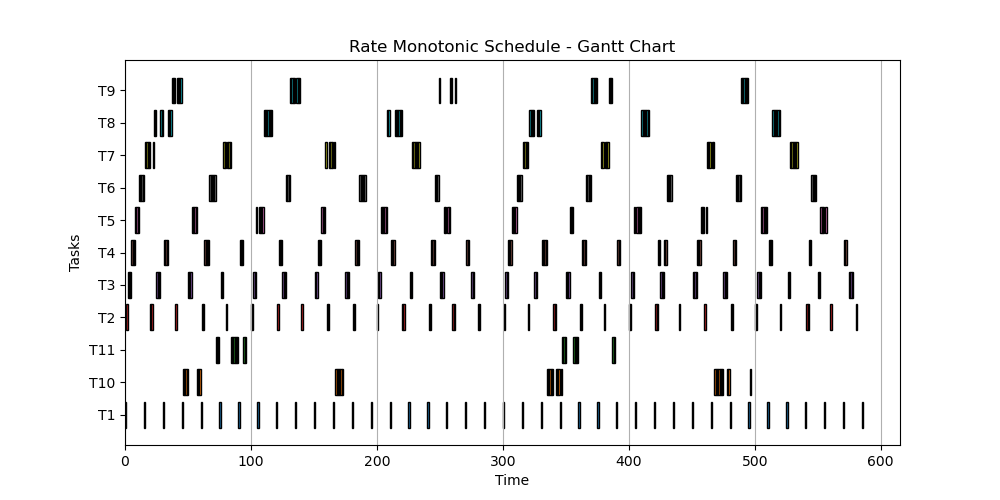 Rate Monotonic Schedule - Gantt Chart
Tasks
T9
T8
T7
T6
T5
T4
T3
T2
T11
T10
T1
0 100 200 300 400 500 600
Time